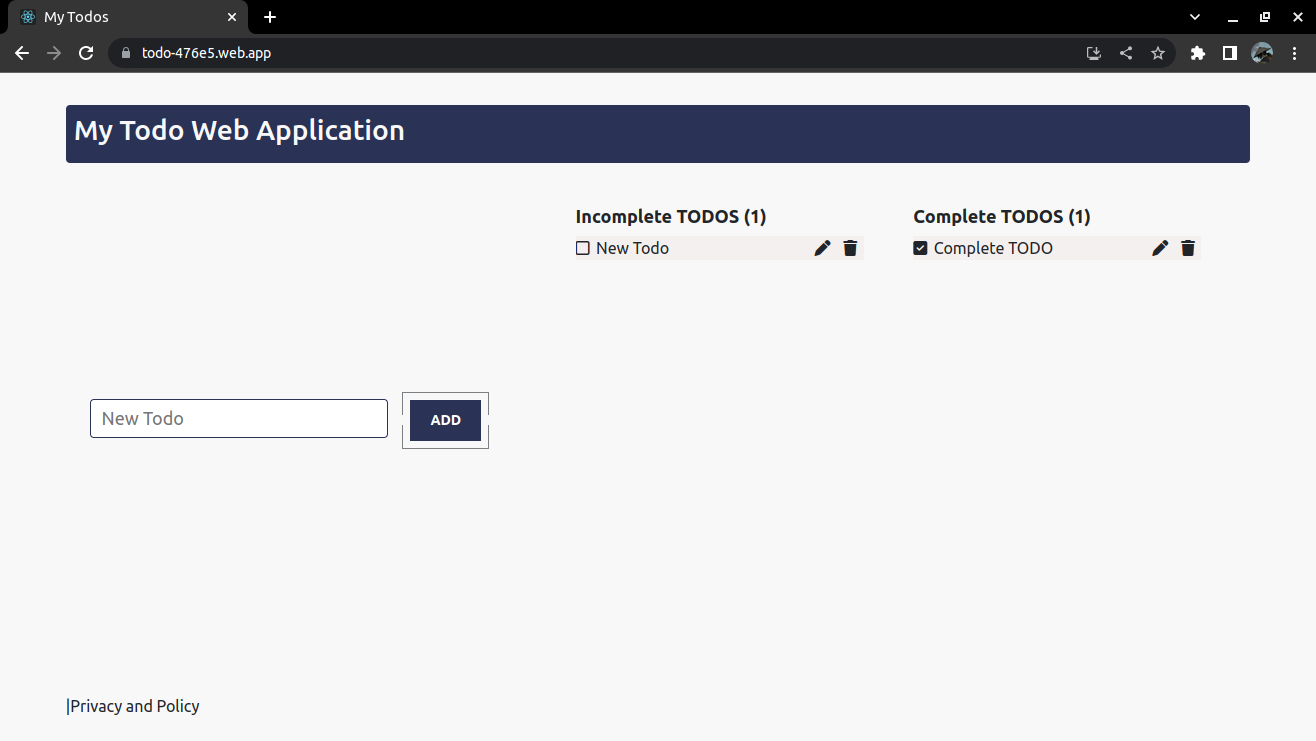 My Todos
todo-476e5.web.app
My Todo Web Application
Incomplete TODOS (1)
New Todo
Complete TODOS (1)
Complete TODO
New Todo
ADD
|Privacy and Policy